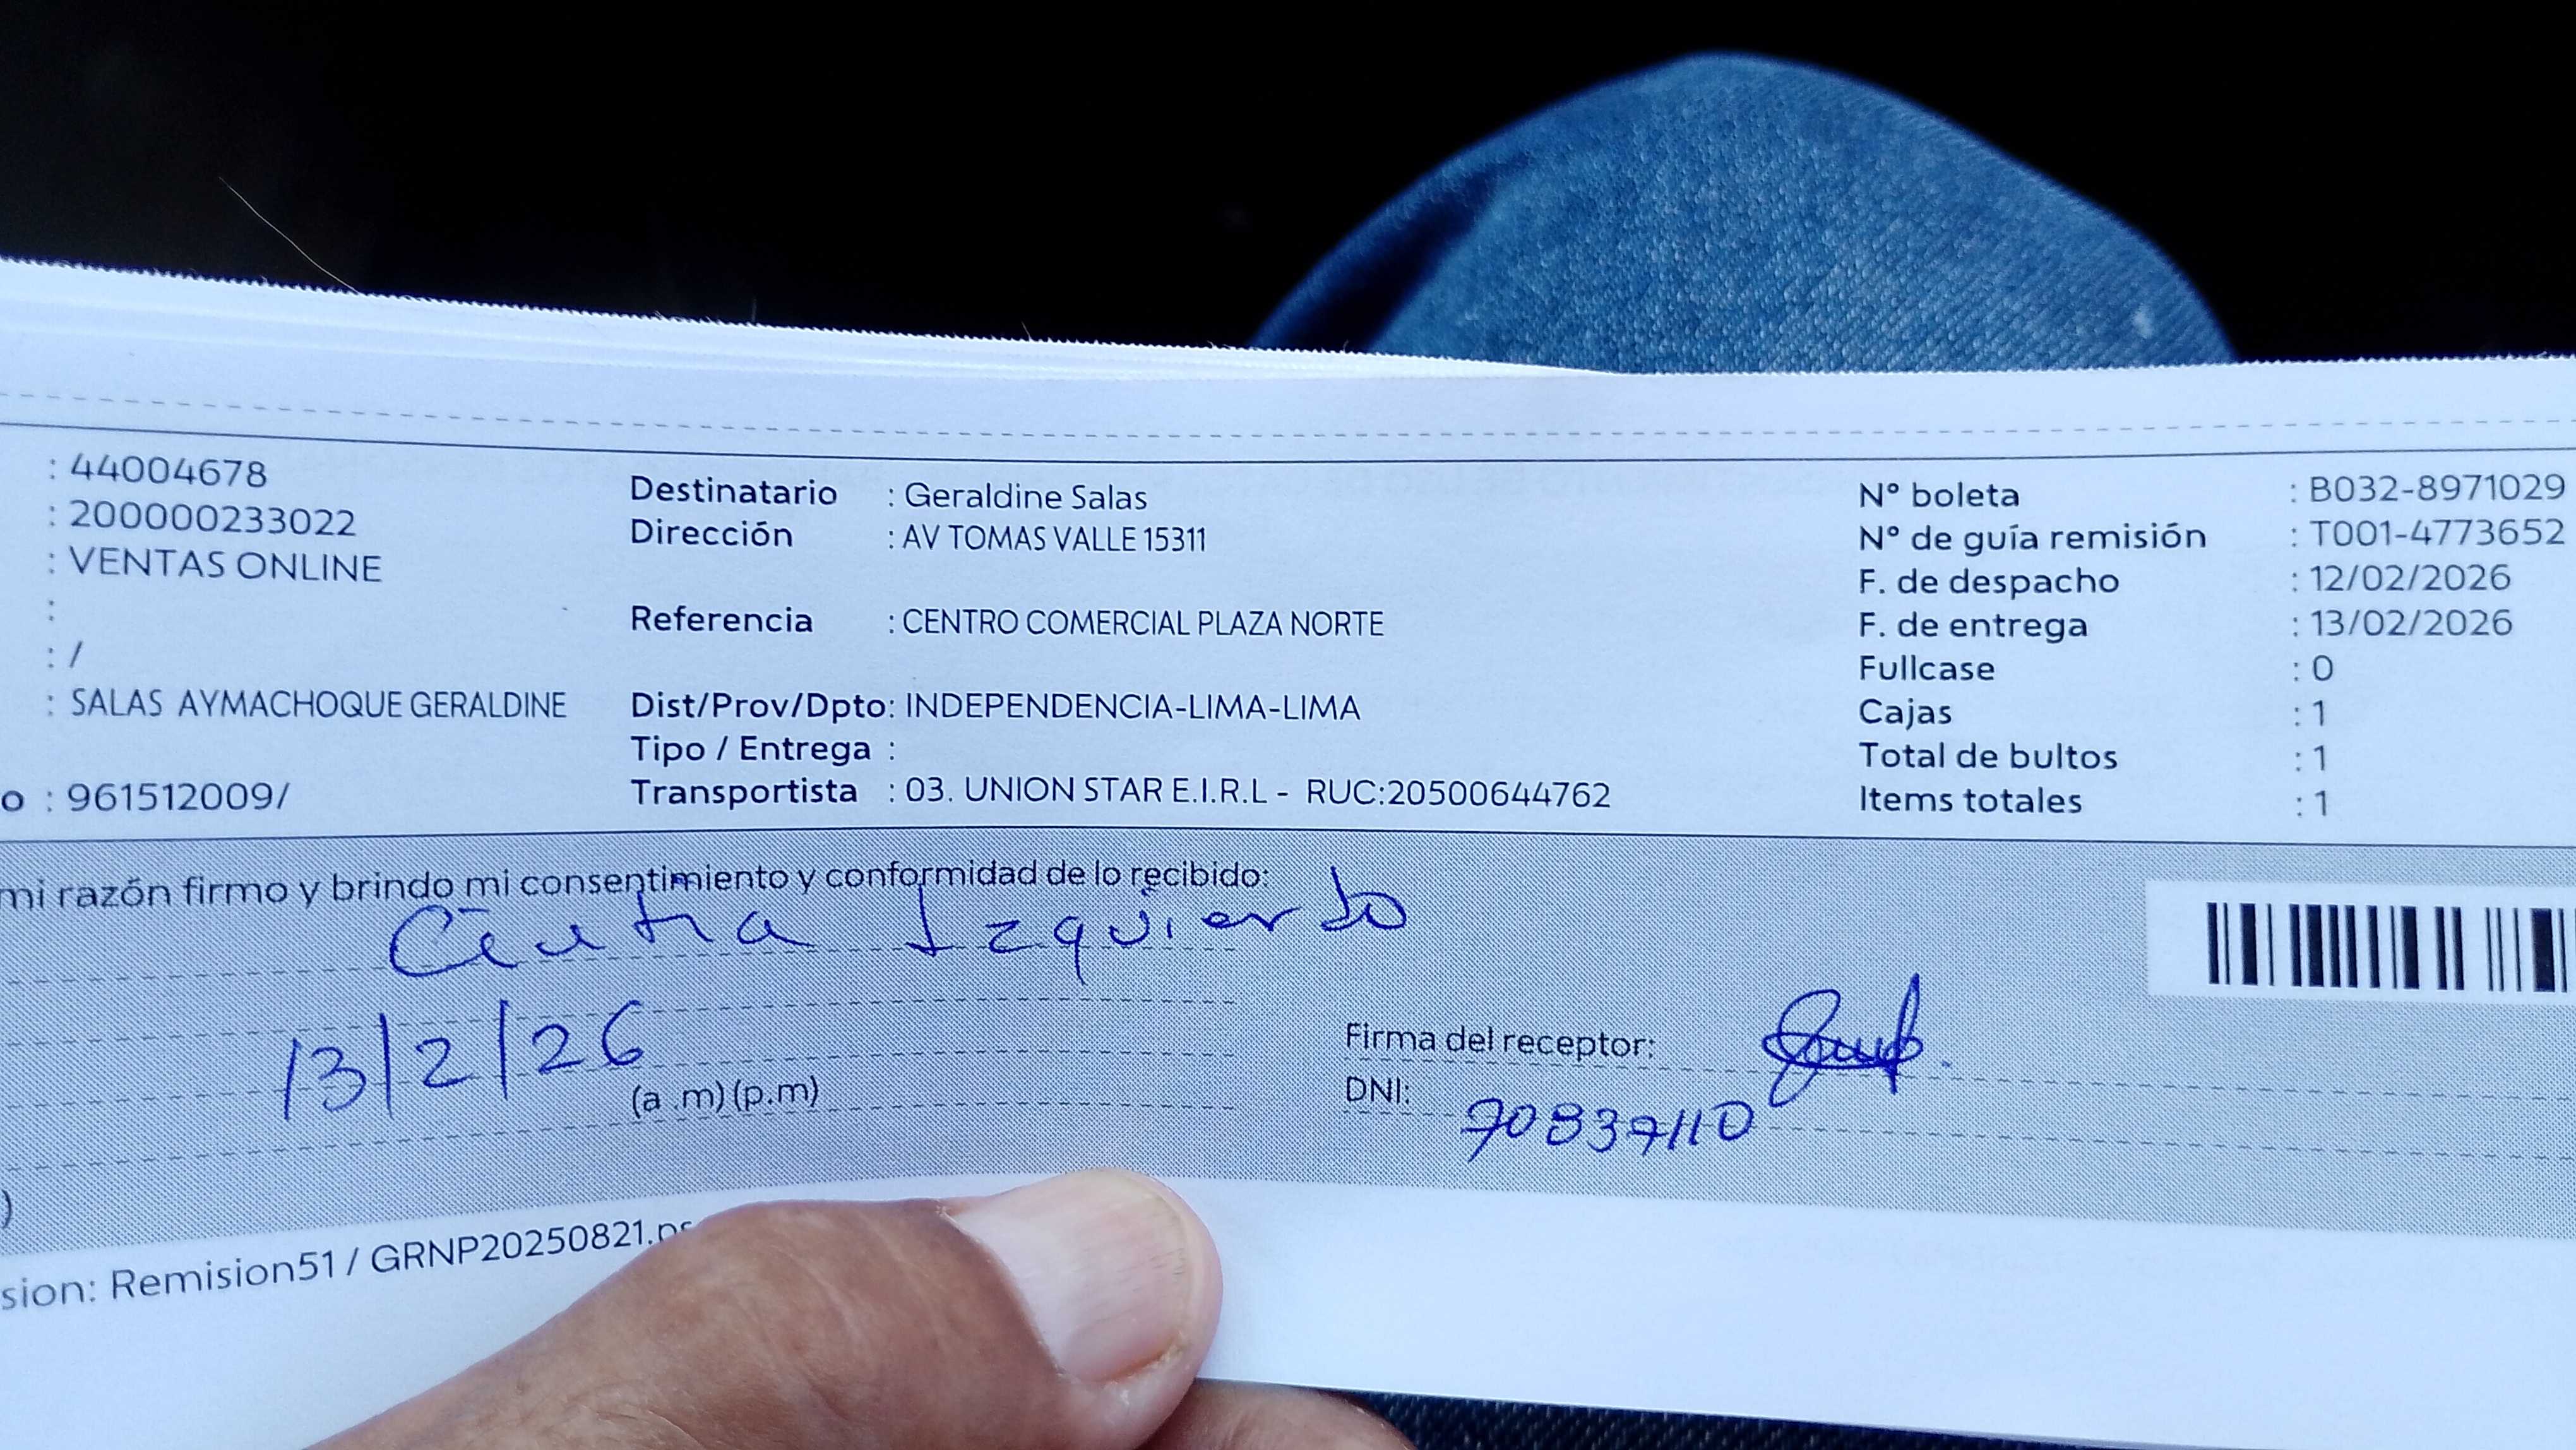 : 44004678
: 200000233022
: VENTAS ONLINE
:
: /
: SALAS AYMACHOQUE GERALDINE
o : 961512009/
Destinatario : Geraldine Salas
Dirección : AV TOMAS VALLE 15311
Referencia : CENTRO COMERCIAL PLAZA NORTE
Dist/Prov/Dpto: INDEPENDENCIA-LIMA-LIMA
Tipo / Entrega :
Transportista : 03. UNION STAR E.I.R.L - RUC:20500644762
N° boleta : B032-8971029
N° de guía remisión : T001-4773652
F. de despacho : 12/02/2026
F. de entrega : 13/02/2026
Fullcase : 0
Cajas : 1
Total de bultos : 1
Items totales : 1
mi razón firmo y brindo mi consentimiento y conformidad de lo recibido:
Izquierdo
13/2/26
(a .m) (p.m)
Firma del receptor:
DNI: 70837110
)
sion: Remision51 / GRNP20250821.